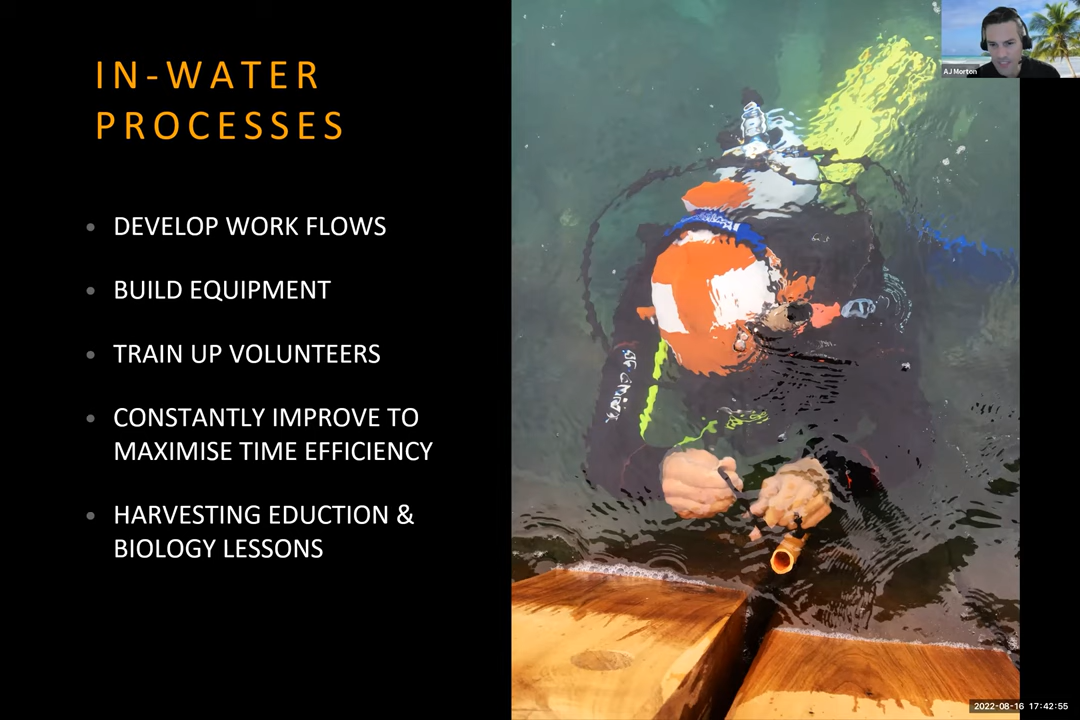 IN-WATER
PROCESSES
DEVELOP WORK FLOWS
BUILD EQUIPMENT
TRAIN UP VOLUNTEERS
CONSTANTLY IMPROVE TO
MAXIMISE TIME EFFICIENCY
HARVESTING EDUCTION &
BIOLOGY LESSONS
AJ Morton
2022-08-16 17:42:55